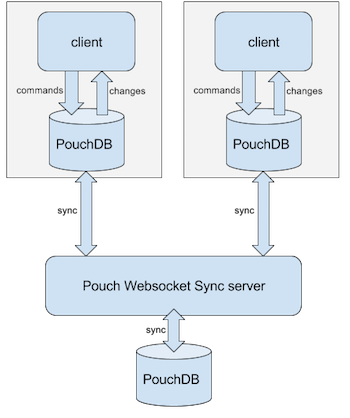 client
client
commands
changes
commands
changes
PouchDB
PouchDB
sync
sync
Pouch Websocket Sync server
sync
PouchDB